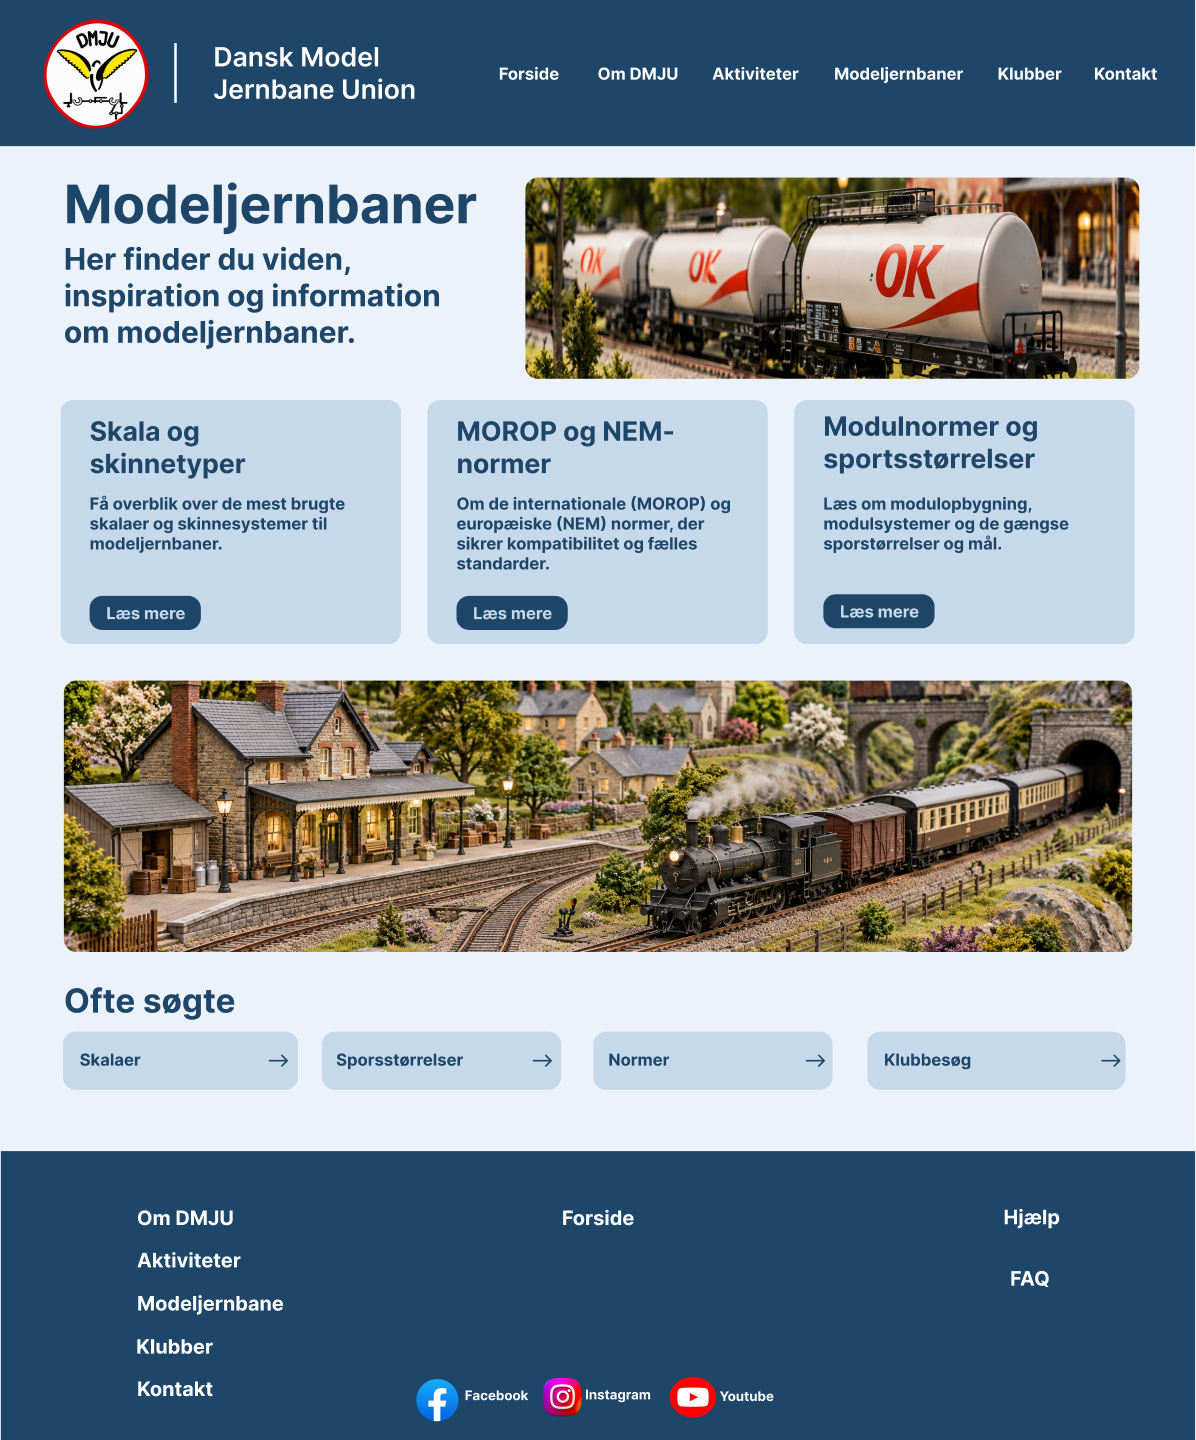 DMJU
Dansk Model
Jernbane Union
Forside
Om DMJU
Aktiviteter
Modeljernbaner
Klubber
Kontakt
Modeljernbaner
Her finder du viden,
inspiration og information
om modeljernbaner.
OK
OK
OK
Skala og
skinnetyper
Få overblik over de mest brugte
skalaer og skinnesystemer til
modeljernbaner.
Læs mere
MOROP og NEM-
normer
Om de internationale (MOROP) og
europæiske (NEM) normer, der
sikrer kompatibilitet og fælles
standarder.
Læs mere
Modulnormer og
sportsstørrelser
Læs om modulopbygning,
modulsystemer og de gængse
sporstørrelser og mål.
Læs mere
Ofte søgte
Skalaer
Sporsstørrelser
Normer
Klubbesøg
Om DMJU
Aktiviteter
Modeljernbane
Klubber
Kontakt
Forside
Hjælp
FAQ
Facebook
Instagram
Youtube